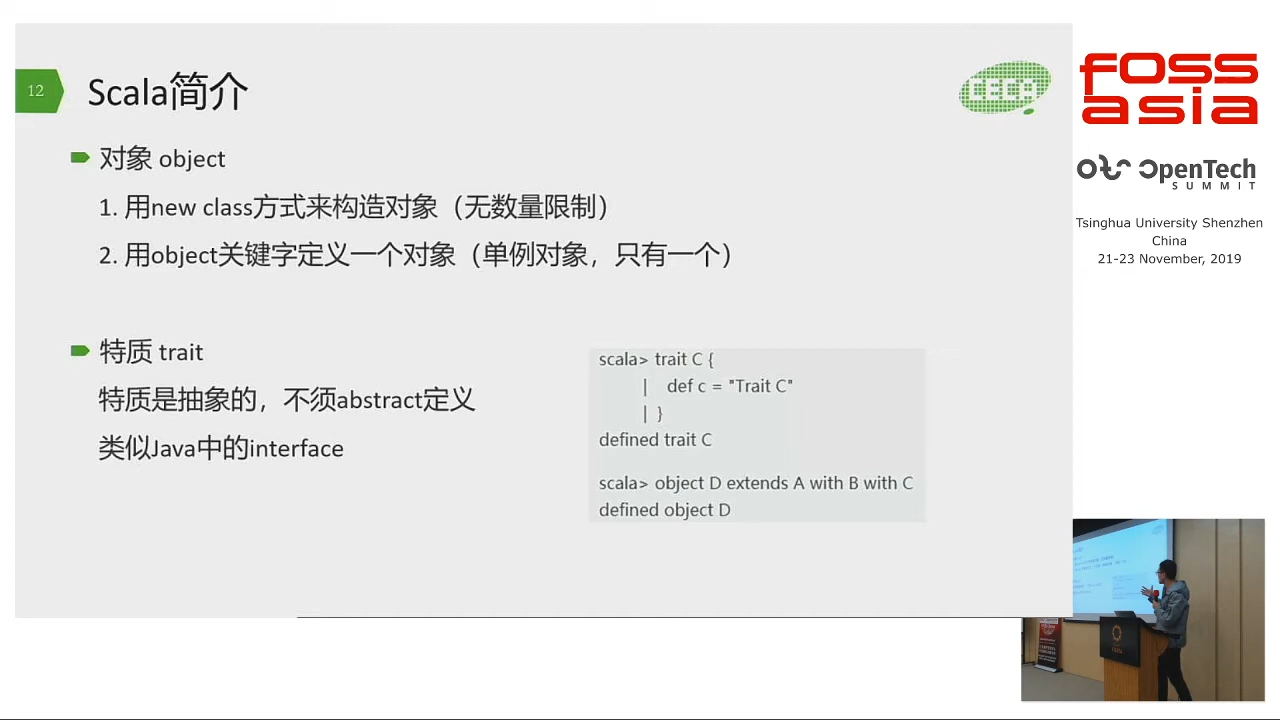 12
Scala简介
对象 object
1. 用new class方式来构造对象（无数量限制）
2. 用object关键字定义一个对象（单例对象，只有一个）
特质 trait
特质是抽象的，不须abstract定义
类似Java中的interface
scala> trait C {
| def c = "Trait C"
| }
defined trait C
scala> object D extends A with B with C
defined object D
FOSS
asia
OpenTech
SUMMIT
Tsinghua University Shenzhen
China
21-23 November, 2019